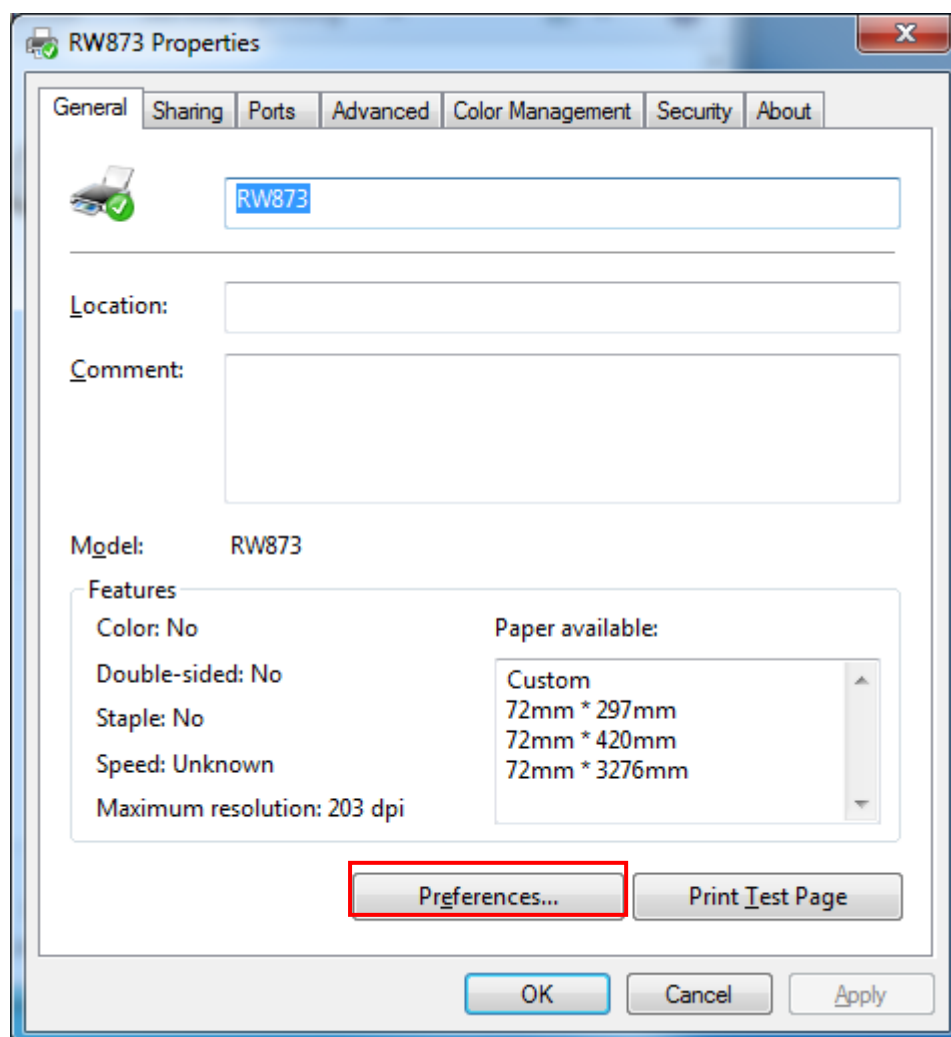 RW873 Properties
General Sharing Ports Advanced Color Management Security About
RW873
Location:
Comment:
Model: RW873
Features
Color: No
Double-sided: No
Staple: No
Speed: Unknown
Maximum resolution: 203 dpi
Paper available:
Custom
72mm * 297mm
72mm * 420mm
72mm * 3276mm
Preferences... Print Test Page
OK Cancel Apply